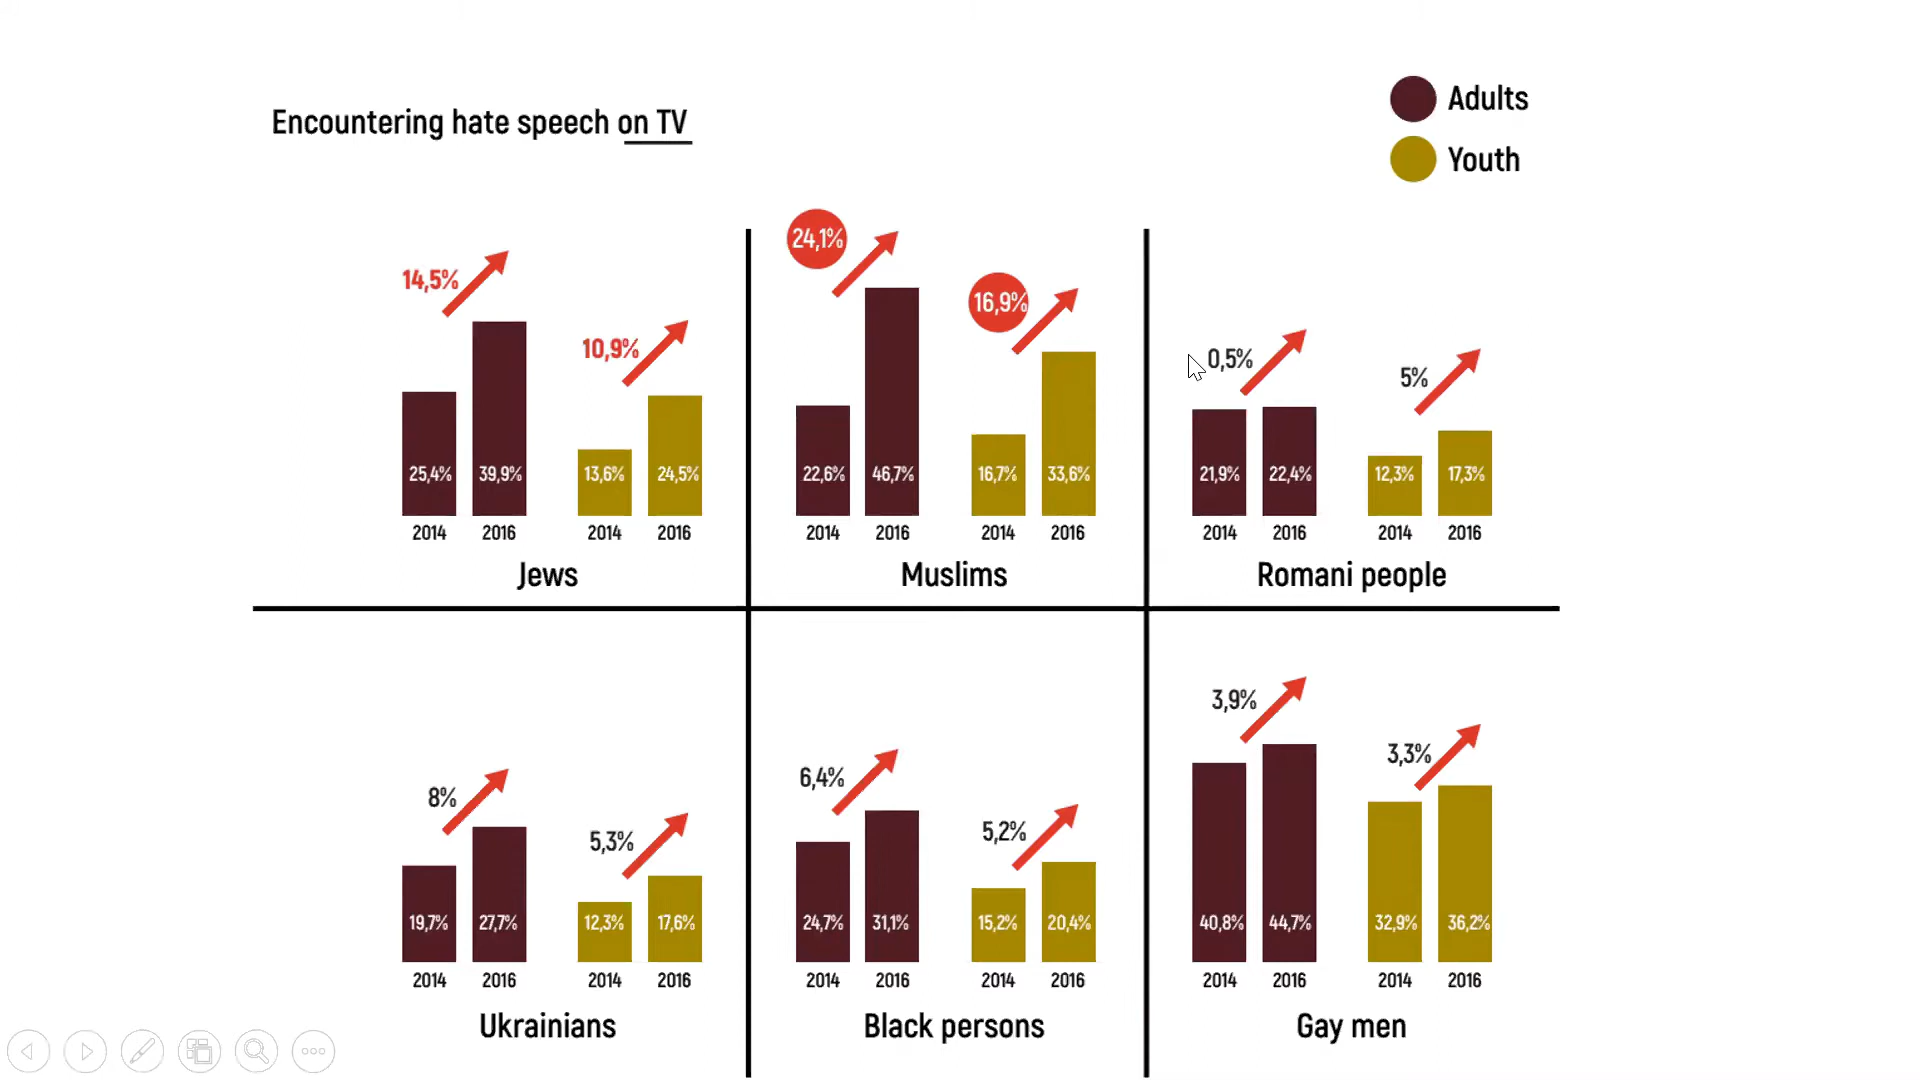 Encountering hate speech on TV
Adults
Youth
14,5%
10,9%
25,4% 39,9% 13,6% 24,5%
2014 2016 2014 2016
Jews
24,1%
16,9%
22,6% 46,7% 16,7% 33,6%
2014 2016 2014 2016
Muslims
0,5%
5%
21,9% 22,4% 12,3% 17,3%
2014 2016 2014 2016
Romani people
8%
5,3%
19,7% 27,7% 12,3% 17,6%
2014 2016 2014 2016
Ukrainians
6,4%
5,2%
24,7% 31,1% 15,2% 20,4%
2014 2016 2014 2016
Black persons
3,9%
3,3%
40,8% 44,7% 32,9% 36,2%
2014 2016 2014 2016
Gay men